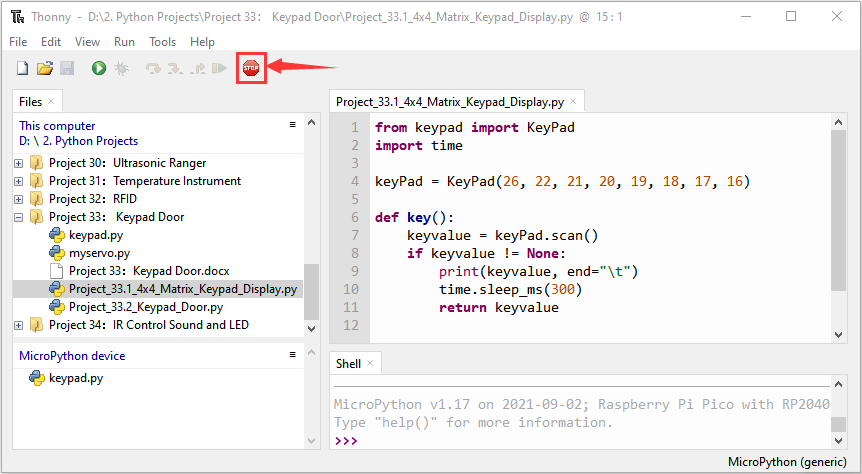 Thonny - D:\2. Python Projects\Project 33： Keypad Door\Project_33.1_4x4_Matrix_Keypad_Display.py @ 15 : 1
File Edit View Run Tools Help
STOP
Files
This computer
D: \ 2. Python Projects
Project 30：Ultrasonic Ranger
Project 31：Temperature Instrument
Project 32：RFID
Project 33： Keypad Door
keypad.py
myservo.py
Project 33：Keypad Door.docx
Project_33.1_4x4_Matrix_Keypad_Display.py
Project_33.2_Keypad_Door.py
Project 34：IR Control Sound and LED
MicroPython device
keypad.py
Project_33.1_4x4_Matrix_Keypad_Display.py
1 from keypad import KeyPad
2 import time
3
4 keyPad = KeyPad(26, 22, 21, 20, 19, 18, 17, 16)
5
6 def key():
7 keyvalue = keyPad.scan()
8 if keyvalue != None:
9 print(keyvalue, end="\t")
10 time.sleep_ms(300)
11 return keyvalue
12
Shell
MicroPython v1.17 on 2021-09-02; Raspberry Pi Pico with RP2040
Type "help()" for more information.
>>>
MicroPython (generic)